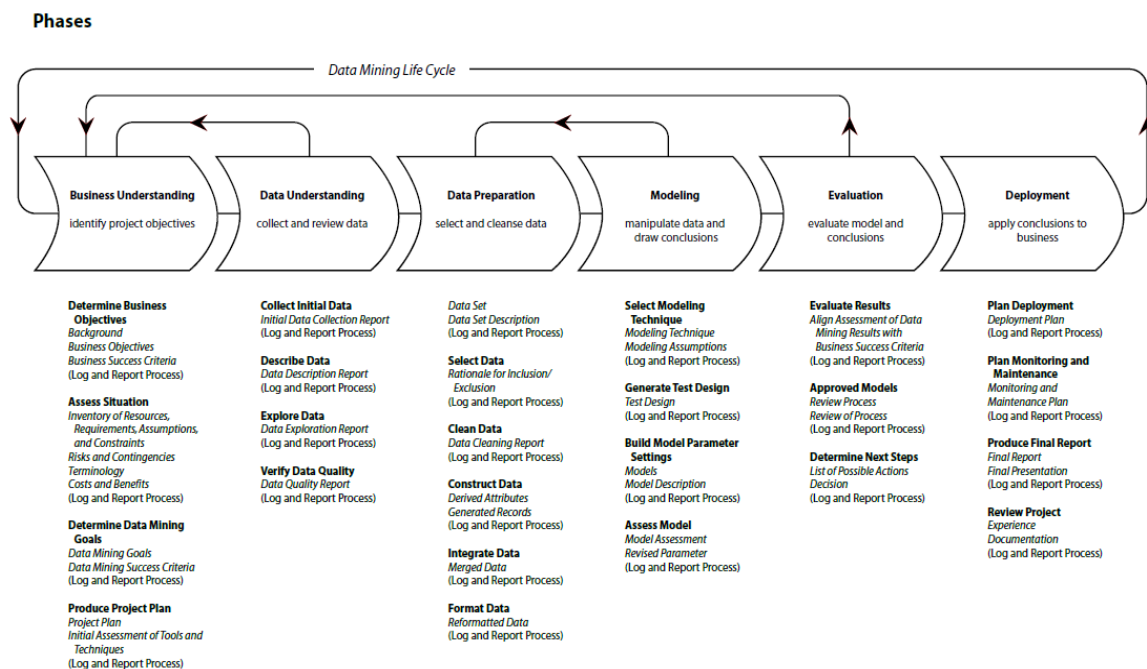 Phases
Data Mining Life Cycle
Business Understanding
identify project objectives
Data Understanding
collect and review data
Data Preparation
select and cleanse data
Modeling
manipulate data and
draw conclusions
Evaluation
evaluate model and
conclusions
Deployment
apply conclusions to
business
Determine Business
Objectives
Background
Business Objectives
Business Success Criteria
(Log and Report Process)
Assess Situation
Inventory of Resources,
Requirements, Assumptions,
and Constraints
Risks and Contingencies
Terminology
Costs and Benefits
(Log and Report Process)
Determine Data Mining
Goals
Data Mining Goals
Data Mining Success Criteria
(Log and Report Process)
Produce Project Plan
Project Plan
Initial Assessment of Tools and
Techniques
(Log and Report Process)
Collect Initial Data
Initial Data Collection Report
(Log and Report Process)
Describe Data
Data Description Report
(Log and Report Process)
Explore Data
Data Exploration Report
(Log and Report Process)
Verify Data Quality
Data Quality Report
(Log and Report Process)
Data Set
Data Set Description
(Log and Report Process)
Select Data
Rationale for Inclusion/
Exclusion
(Log and Report Process)
Clean Data
Data Cleaning Report
(Log and Report Process)
Construct Data
Derived Attributes
Generated Records
(Log and Report Process)
Integrate Data
Merged Data
(Log and Report Process)
Format Data
Reformatted Data
(Log and Report Process)
Select Modeling
Technique
Modeling Technique
Modeling Assumptions
(Log and Report Process)
Generate Test Design
Test Design
(Log and Report Process)
Build Model Parameter
Settings
Models
Model Description
(Log and Report Process)
Assess Model
Model Assessment
Revised Parameter
(Log and Report Process)
Evaluate Results
Align Assessment of Data
Mining Results with
Business Success Criteria
(Log and Report Process)
Approved Models
Review Process
Review of Process
(Log and Report Process)
Determine Next Steps
List of Possible Actions
Decision
(Log and Report Process)
Plan Deployment
Deployment Plan
(Log and Report Process)
Plan Monitoring and
Maintenance
Monitoring and
Maintenance Plan
(Log and Report Process)
Produce Final Report
Final Report
Final Presentation
(Log and Report Process)
Review Project
Experience
Documentation
(Log and Report Process)